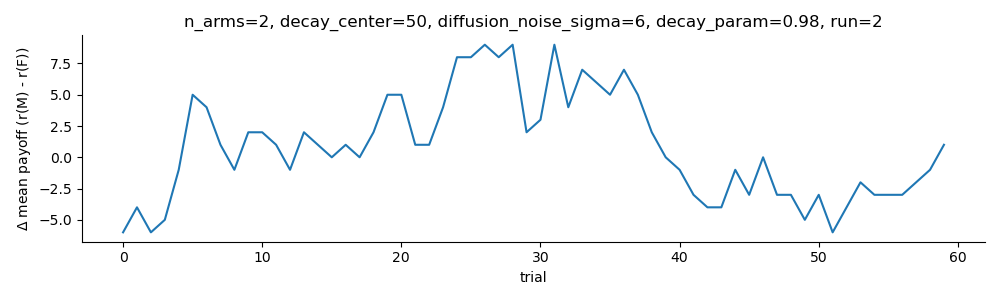 n_arms=2, decay_center=50, diffusion_noise_sigma=6, decay_param=0.98, run=2
Δ mean payoff (r(M) - r(F))
7.5
5.0
2.5
0.0
−2.5
−5.0
0 10 20 30 40 50 60
trial